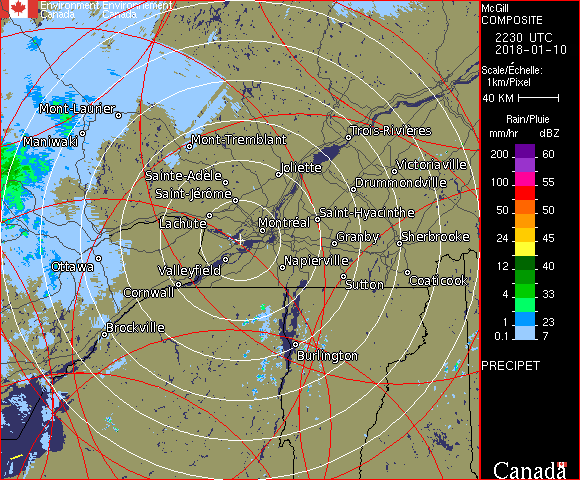 Environment Environnement
Canada Canada
McGill
COMPOSITE
2230 UTC
2018-01-10
Scale/Échelle:
1km/Pixel
40 KM
Rain/Pluie
mm/hr dBZ
200 60
100 55
50 50
24 45
12 40
4 33
1 23
0.1 7
PRECIPET
Canada
Mont-Laurier
Maniwaki
Mont-Tremblant
Trois-Rivières
Joliette
Victoriaville
Sainte-Adèle
Drummondville
Saint-Jérôme
Lachute
Montréal
Saint-Hyacinthe
Granby
Sherbrooke
Ottawa
Valleyfield
Napierville
Sutton
Coaticook
Cornwall
Brockville
Burlington